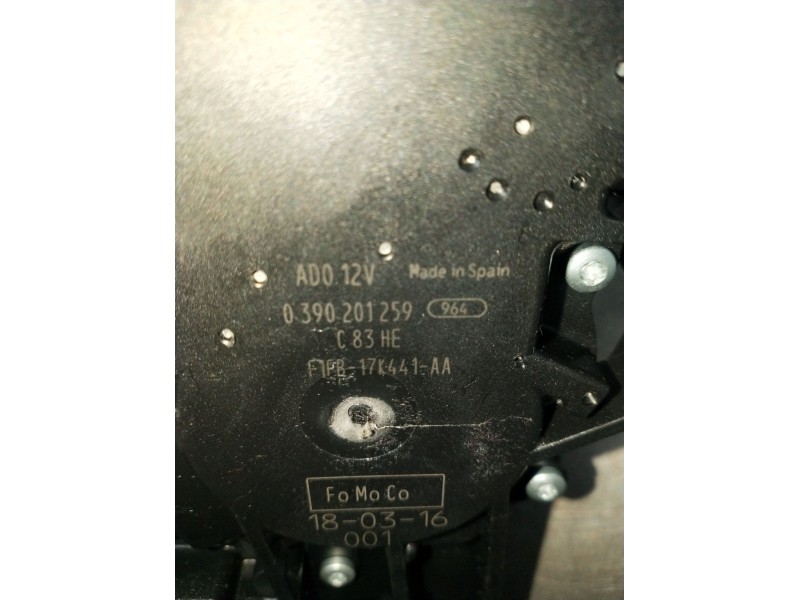 AD0 12V Made in Spain
0 390 201 259 964
C 83 HE
F1FB-17K441-AA
FoMoCo
18-03-16
001